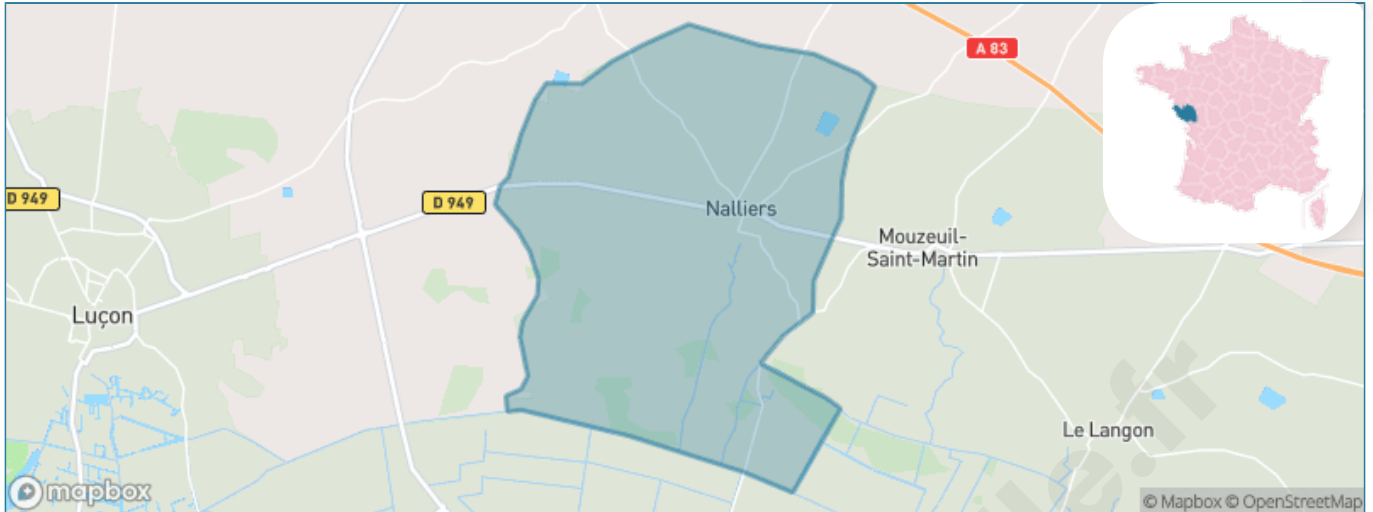 A 83
D 949
D 949
Nalliers
Mouzeuil-
Saint-Martin
Luçon
Le Langon
mapbox
© Mapbox © OpenStreetMap